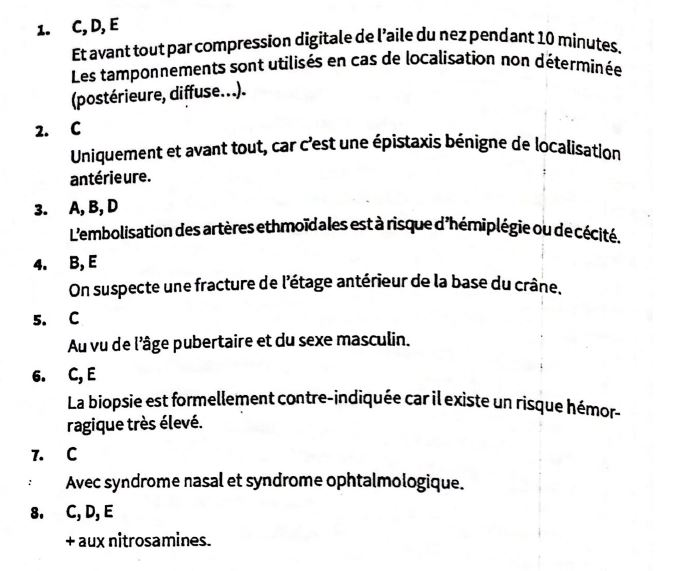 1. C, D, E
Et avant tout par compression digitale de l'aile du nez pendant 10 minutes.
Les tamponnements sont utilisés en cas de localisation non déterminée
(postérieure, diffuse...).
2. C
Uniquement et avant tout, car c'est une épistaxis bénigne de localisation
antérieure.
3. A, B, D
L'embolisation des artères ethmoïdales est à risque d'hémiplégie ou de cécité.
4. B, E
On suspecte une fracture de l'étage antérieur de la base du crâne.
5. C
Au vu de l'âge pubertaire et du sexe masculin.
6. C, E
La biopsie est formellement contre-indiquée car il existe un risque hémor-
ragique très élevé.
7. C
Avec syndrome nasal et syndrome ophtalmologique.
8. C, D, E
+ aux nitrosamines.